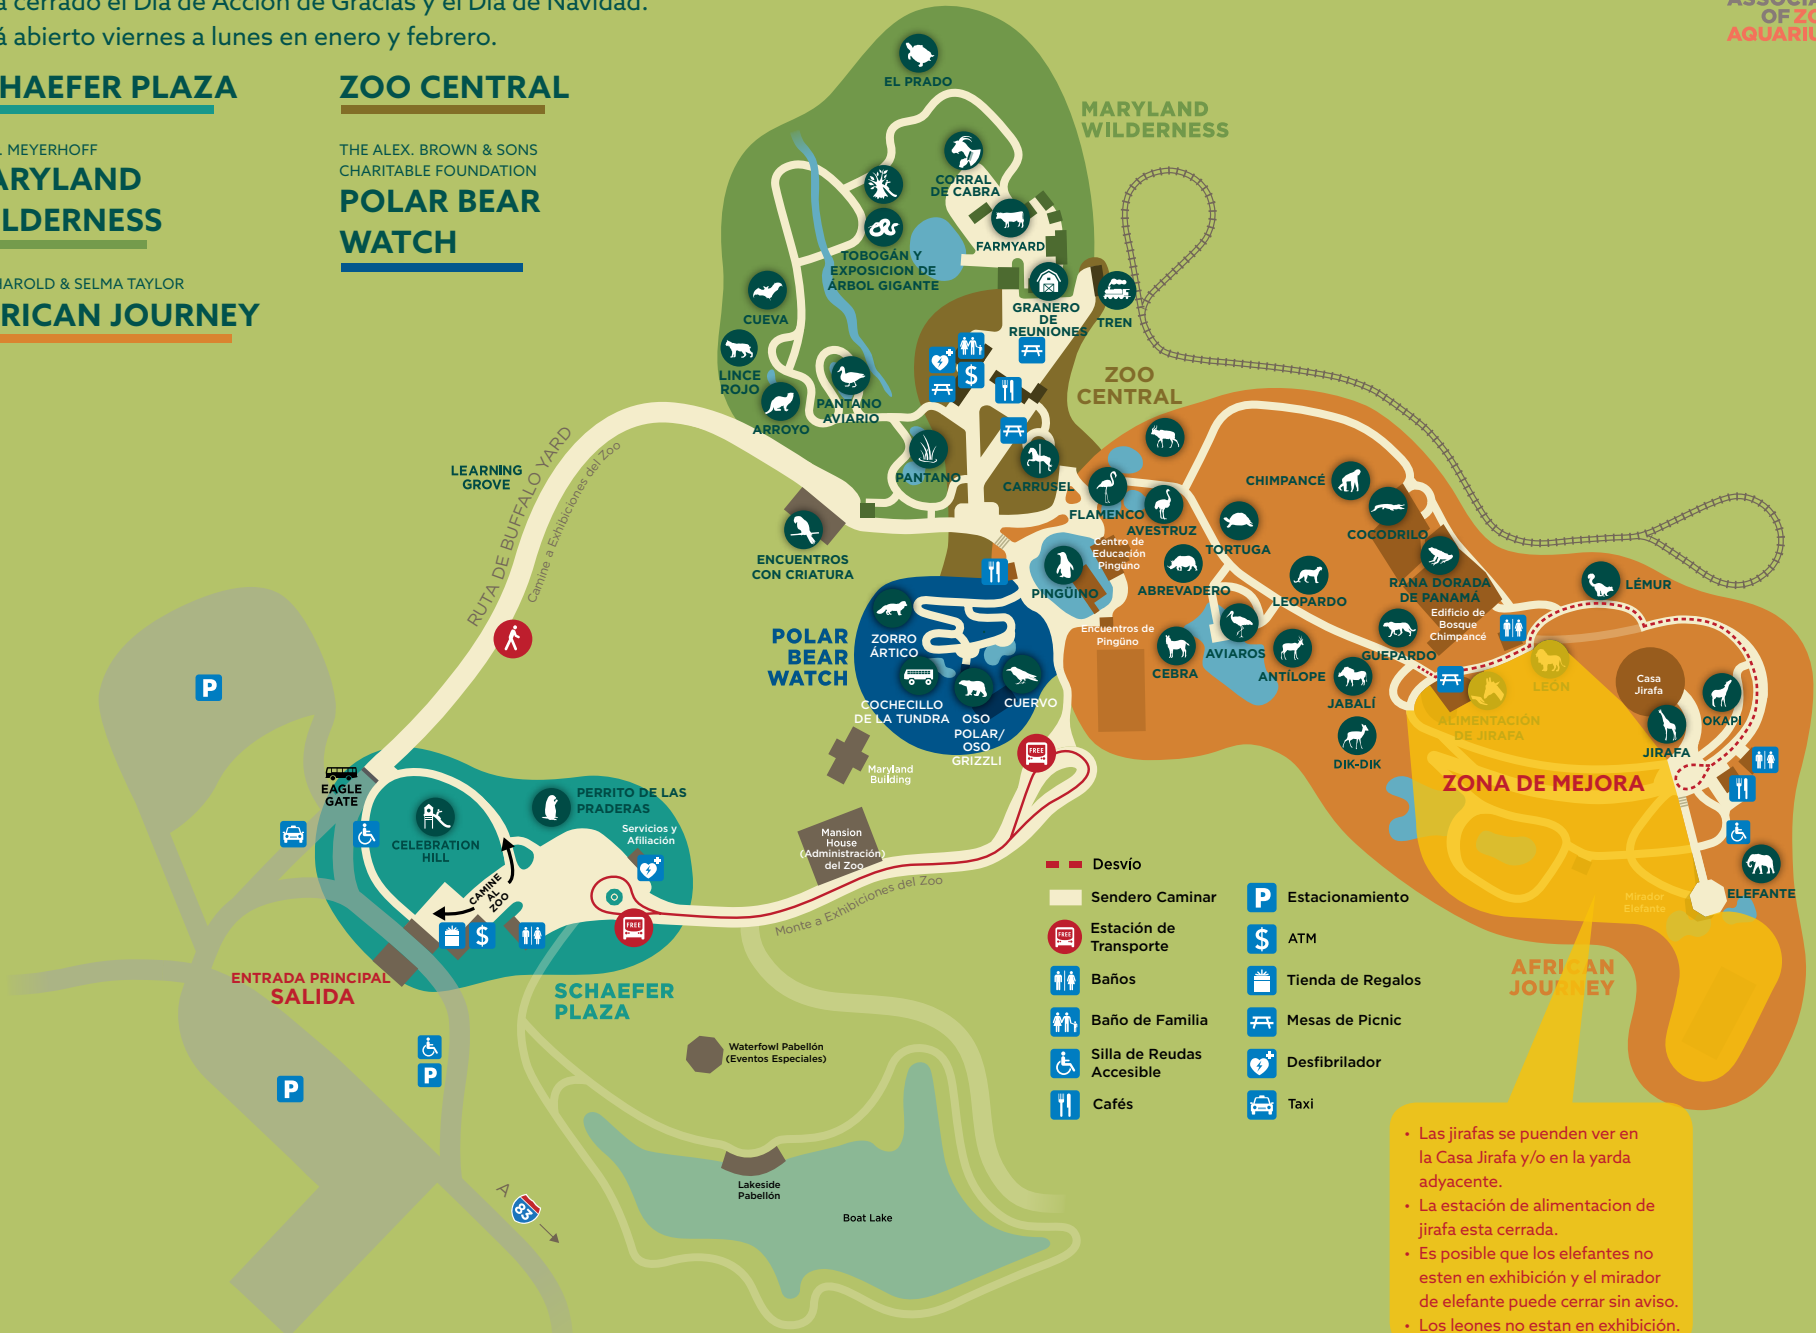 cerrado el Día de Acción de Gracias y el Día de Navidad.
abierto viernes a lunes en enero y febrero.
OF ZO
AQUARIU
HAEFER PLAZA
MEYERHOFF
ARYLAND
LDERNESS
HAROLD & SELMA TAYLOR
RICAN JOURNEY
ZOO CENTRAL
THE ALEX. BROWN & SONS
CHARITABLE FOUNDATION
POLAR BEAR
WATCH
EL PRADO
MARYLAND
WILDERNESS
CORRAL
DE CABRA
FARMYARD
TOBOGÁN Y
EXPOSICION DE
ÁRBOL GIGANTE
CUEVA
LINCE
ROJO
ARROYO
PANTANO
AVIARIO
PANTANO
GRANERO
DE
REUNIONES
TREN
$
ZOO
CENTRAL
CARRUSEL
LEARNING
GROVE
RUTA DE BUFFALO YARD
Camine a Exhibiciones del Zoo
ENCUENTROS
CON CRIATURA
FLAMENCO
AVESTRUZ
TORTUGA
CHIMPANCÉ
COCODRILO
RANA DORADA
DE PANAMÁ
Edificio de
Bosque
Chimpancé
LÉMUR
Centro de
Educación
Pingüno
PINGÜINO
Encuentros de
Pingüno
ABREVADERO
LEOPARDO
CEBRA
AVIAROS
ANTÍLOPE
GUEPARDO
JABALÍ
DIK-DIK
ALIMENTACIÓN
DE JIRAFA
LEÓN
Casa
Jirafa
JIRAFA
OKAPI
ZONA DE MEJORA
Mirador
Elefante
ELEFANTE
AFRICAN
JOURNEY
POLAR
BEAR
WATCH
ZORRO
ÁRTICO
COCHECILLO
DE LA TUNDRA
OSO
POLAR/
OSO
GRIZZLI
CUERVO
FREE
Maryland
Building
Mansion
House
(Administración)
del Zoo
Monte a Exhibiciones del Zoo
P
EAGLE
GATE
CELEBRATION
HILL
PERRITO DE LAS
PRADERAS
Servicios y
Afiliación
CAMINE
AL
ZOO
$
FREE
ENTRADA PRINCIPAL
SALIDA
SCHAEFER
PLAZA
P
P
A
83
Waterfowl Pabellón
(Eventos Especiales)
Lakeside
Pabellón
Boat Lake
Desvío
Sendero Caminar
FREE
Estación de
Transporte
Baños
Baño de Familia
Silla de Reudas
Accesible
Cafés
P
Estacionamiento
$
ATM
Tienda de Regalos
Mesas de Picnic
Desfibrilador
Taxi
• Las jirafas se puenden ver en
la Casa Jirafa y/o en la yarda
adyacente.
• La estación de alimentacion de
jirafa esta cerrada.
• Es posible que los elefantes no
esten en exhibición y el mirador
de elefante puede cerrar sin aviso.
• Los leones no estan en exhibición.